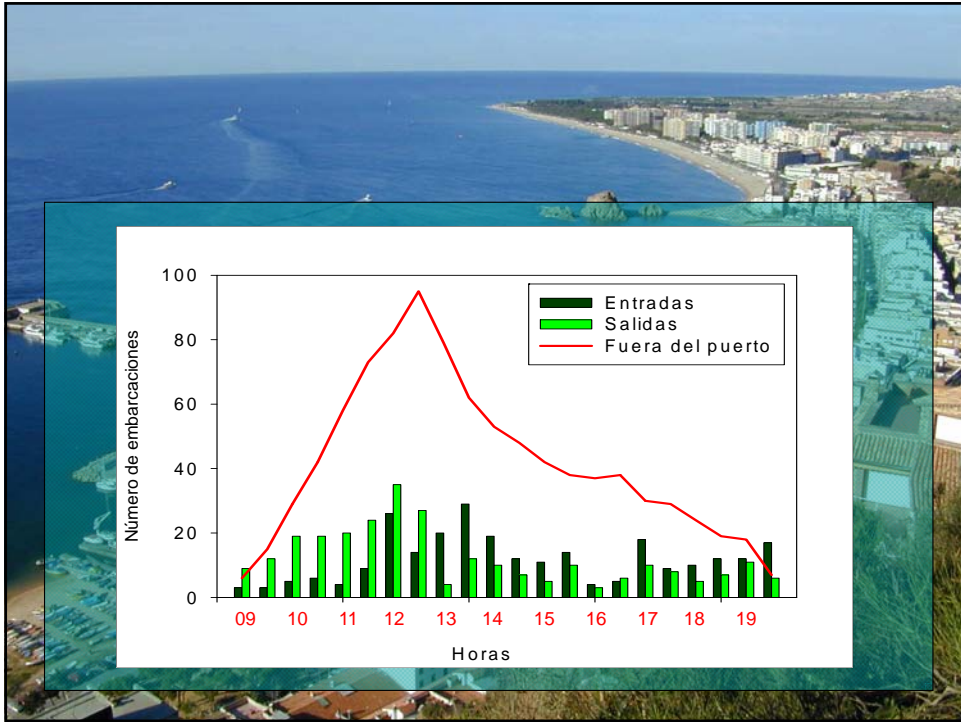 100
80
60
40
20
0
Número de embarcaciones
Entradas
Salidas
Fuera del puerto
09 10 11 12 13 14 15 16 17 18 19
Horas